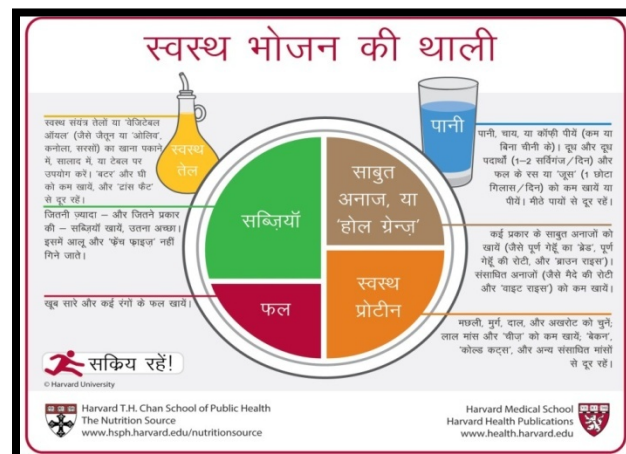 स्वस्थ भोजन की थाली
स्वस्थ संयंत्र तेलों या 'वेजिटेबल
ऑयल' (जैसे जैतून या 'ओलिव',
कनोला, सरसों) का खाना पकाने
में, सालाद में, या टेबल पर
उपयोग करें। 'बटर' और घी
को कम खायें, और 'ट्रांस फैट'
से दूर रहें।
स्वस्थ
तेल
जितनी ज़्यादा – और जितने प्रकार
की – सब्ज़ियाँ खायें, उतना अच्छा।
इसमें आलू और 'फ्रेंच फ्राइज़' नहीं
गिने जाते।
खूब सारे और कई रंगों के फल खायें।
सब्ज़ियाँ
फल
साबुत
अनाज, या
'होल ग्रेन्ज़'
स्वस्थ
प्रोटीन
पानी
पानी, चाय, या कॉफ़ी पीयें (कम या
बिना चीनी के)। दूध और दूध
पदार्थों (1–2 सर्विंगज/दिन) और
फल के रस या 'जूस' (1 छोटा
गिलास/दिन) को कम खायें या
पीयें। मीठे पायों से दूर रहें।
कई प्रकार के साबुत अनाजों को
खायें (जैसे पूर्ण गेहूँ का 'ब्रेड', पूर्ण
गेहूँ की रोटी, और 'ब्राउन राइस')।
संसाधित अनाजों (जैसे मैदे की रोटी
और 'वाइट राइस') को कम खायें।
मछली, मुर्ग, दाल, और अखरोट को चुनें;
लाल मांस और 'चीज़' को कम खायें; 'बेकन',
'कोल्ड कट्स', और अन्य संसाधित मांसों
से दूर रहें।
सक्रिय रहें!
© Harvard University
Harvard T.H. Chan School of Public Health
The Nutrition Source
www.hsph.harvard.edu/nutritionsource
Harvard Medical School
Harvard Health Publications
www.health.harvard.edu